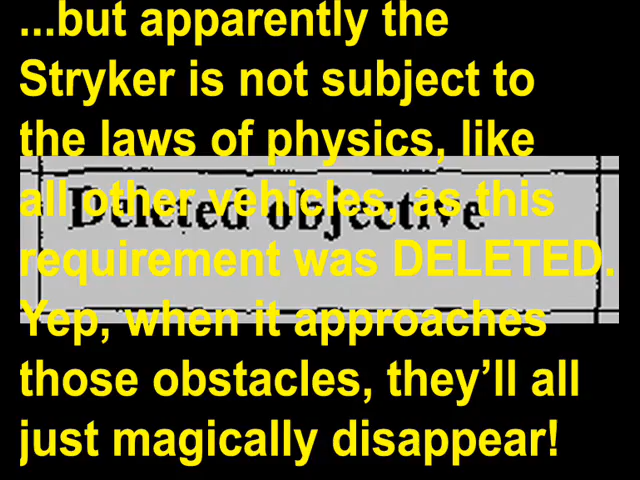 ...but apparently the
Stryker is not subject to
the laws of physics, like
all other vehicles, as this
Deleted objective
requirement was DELETED.
Yep, when it approaches
those obstacles, they’ll all
just magically disappear!